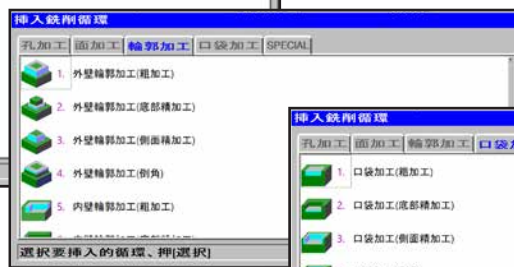 挿入銑削循環
孔加工 面加工 輪郭加工 口袋加工 SPECIAL
1. 外壁輪郭加工(粗加工)
2. 外壁輪郭加工(底部精加工)
3. 外壁輪郭加工(側面精加工)
4. 外壁輪郭加工(倒角)
5. 内壁輪郭加工(粗加工)
選択要挿入的循環、押[選択]
挿入銑削循環
孔加工 面加工 輪郭加工 口袋加
1. 口袋加工(粗加工)
2. 口袋加工(底部精加工)
3. 口袋加工(側面精加工)